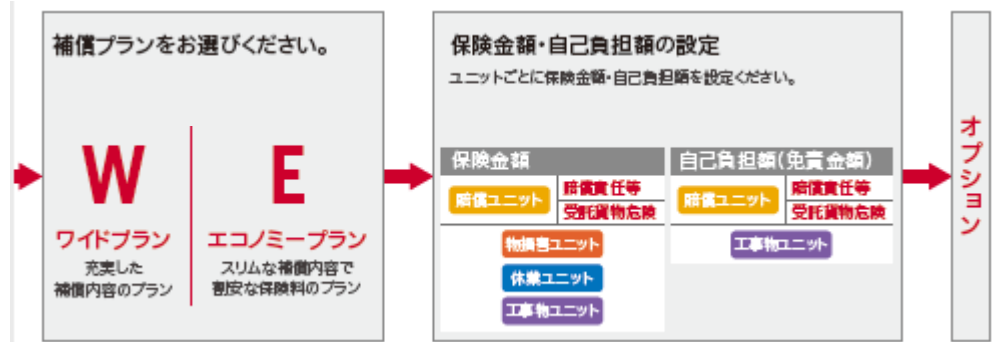 補償プランをお選びください。
W
ワイドプラン
充実した
補償内容のプラン
E
エコノミープラン
スリムな補償内容で
割安な保険料のプラン
保険金額・自己負担額の設定
ユニットごとに保険金額・自己負担額を設定ください。
保険金額
賠償ユニット
賠償責任等
受託貨物危険
物損害ユニット
休業ユニット
工事物ユニット
自己負担額(免責金額)
賠償ユニット
賠償責任等
受託貨物危険
工事物ユニット
オプション